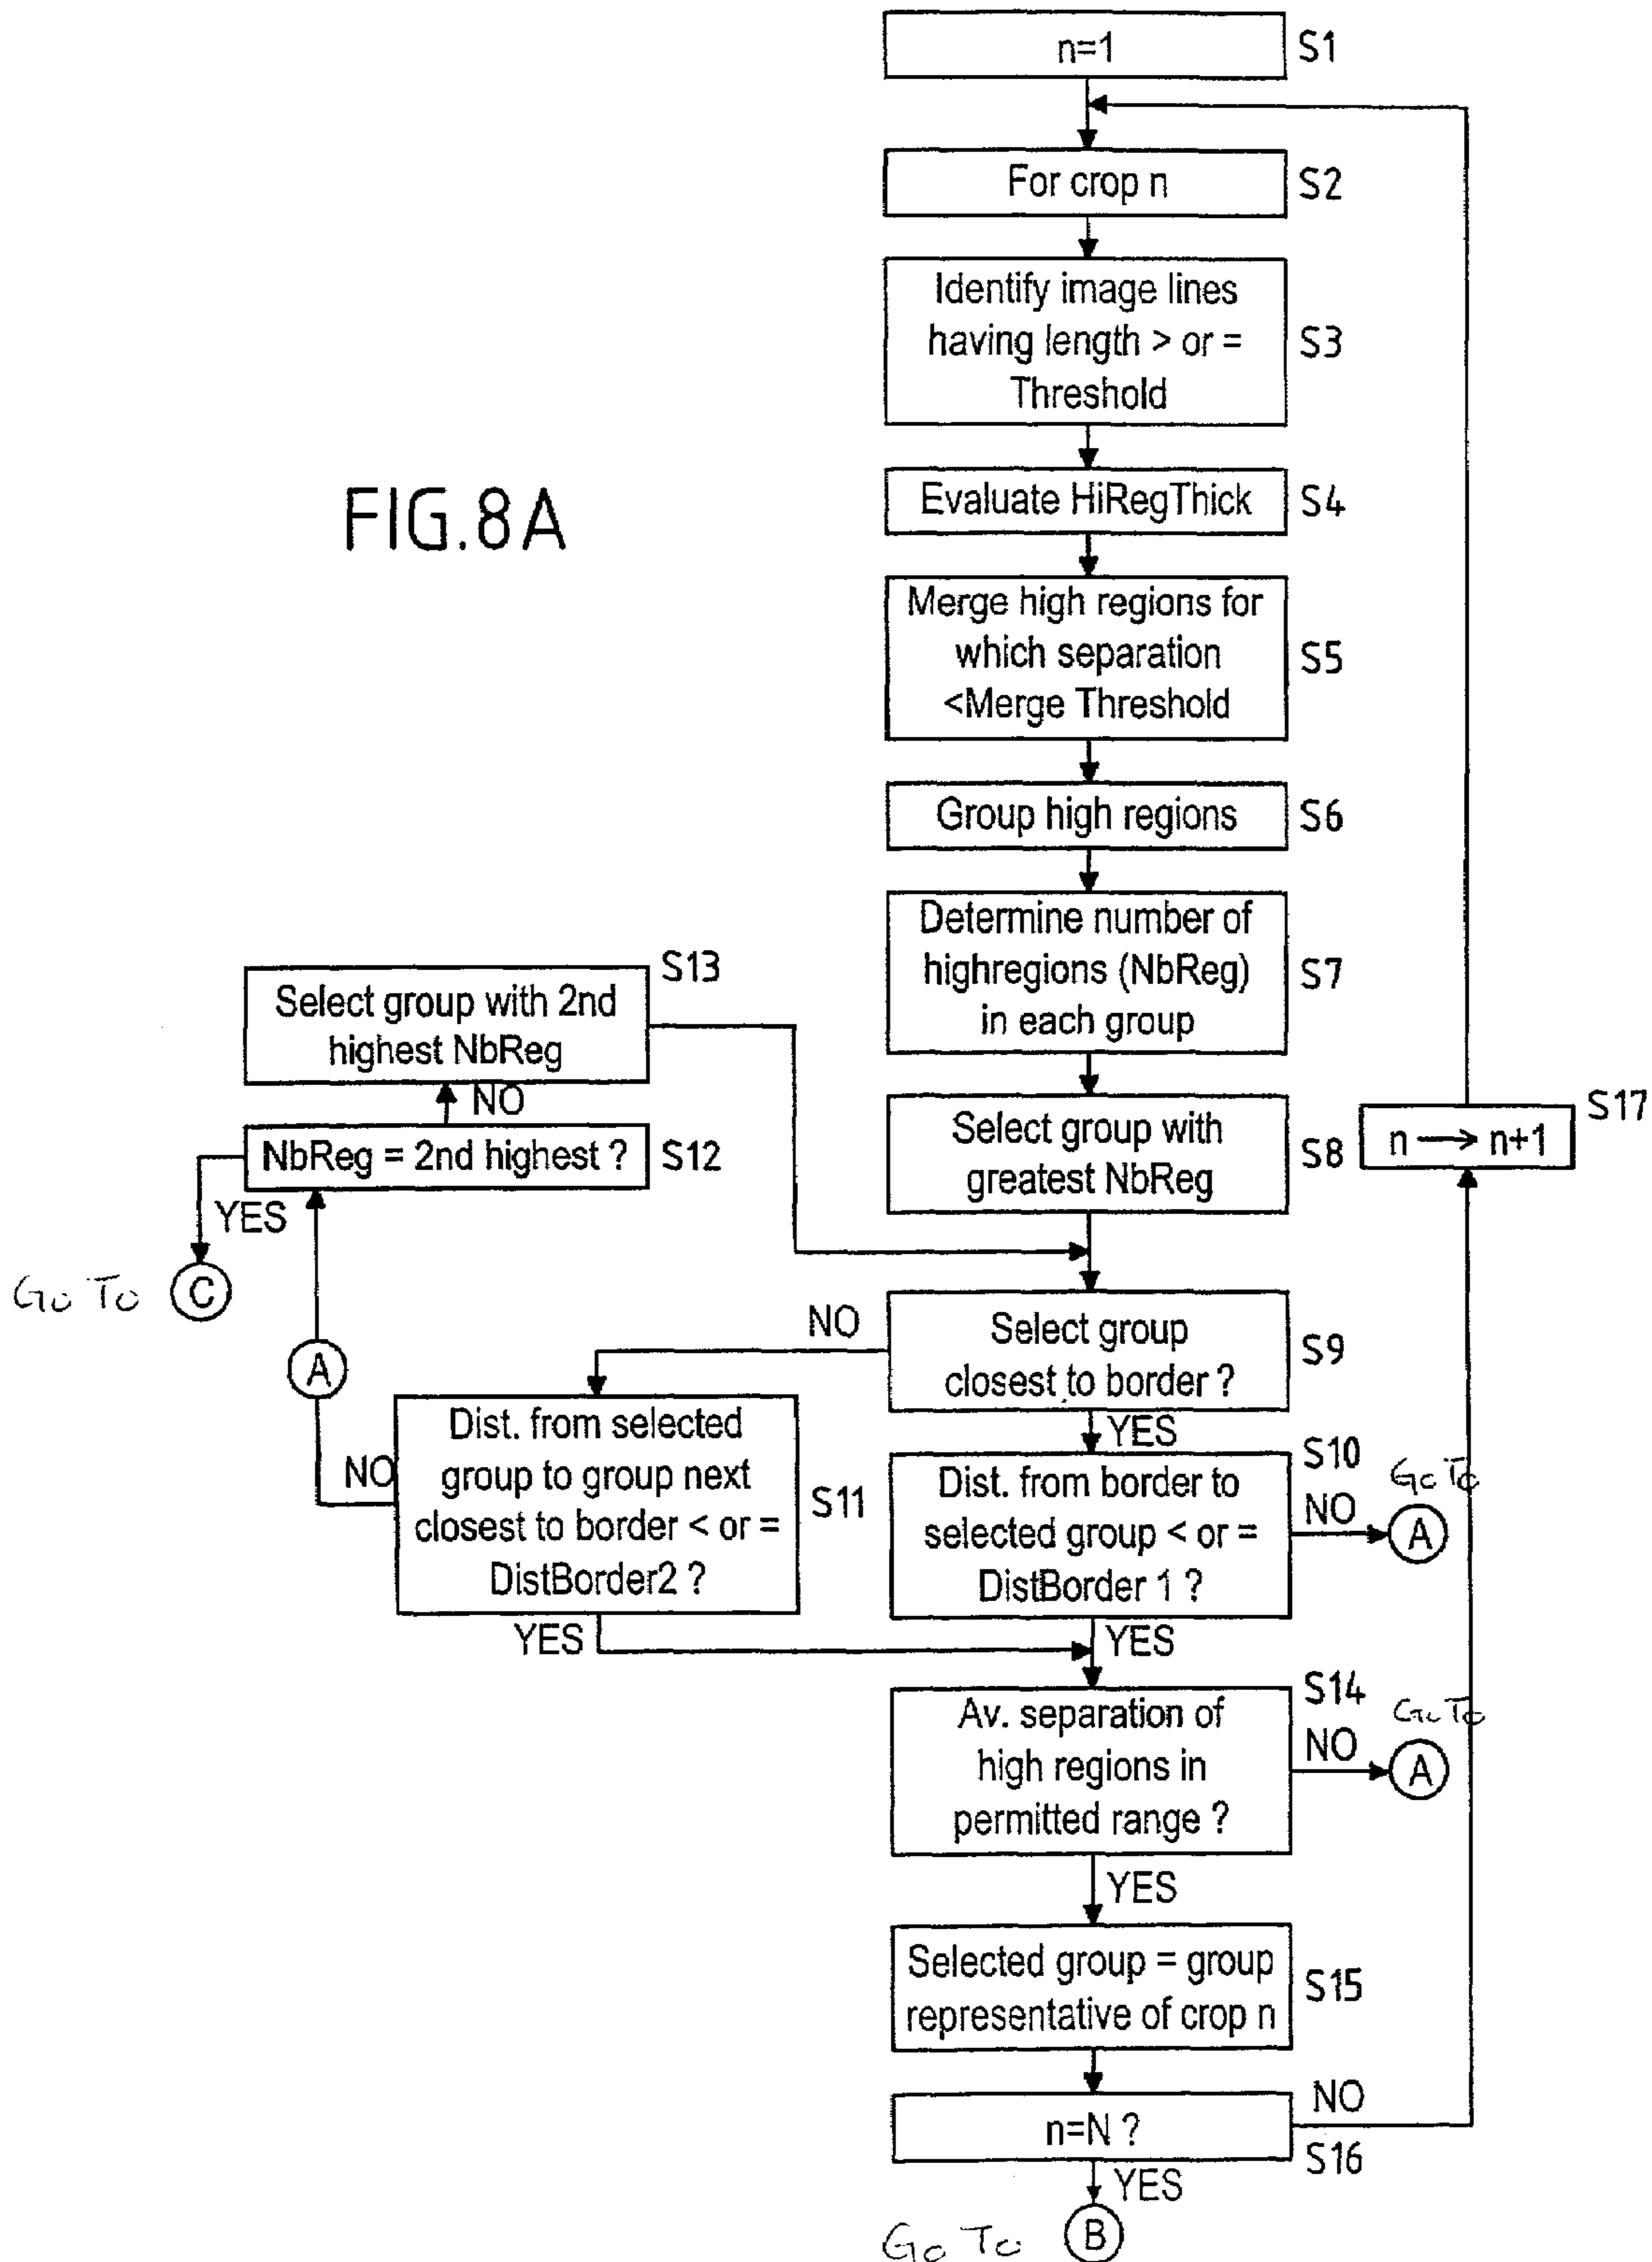 n=1
S1
For crop n
S2
Identify image lines
having length > or =
Threshold
S3
FIG.8A
Evaluate HiRegThick
S4
Merge high regions for
which separation
<Merge Threshold
S5
Group high regions
S6
Determine number of
highregions (NbReg)
in each group
S7
S13
Select group with 2nd
highest NbReg
NO
NbReg = 2nd highest ?
S12
YES
Go To
C
A
Select group with
greatest NbReg
S8
S17
n → n+1
Select group
closest to border ?
S9
NO
YES
Dist. from selected
group to group next
closest to border < or =
DistBorder2 ?
S11
NO
YES
S10
Dist. from border to
selected group < or =
DistBorder 1 ?
Go To
NO
A
YES
S14
Av. separation of
high regions in
permitted range ?
Go To
NO
A
YES
Selected group = group
representative of crop n
S15
n=N ?
NO
S16
YES
Go To
B